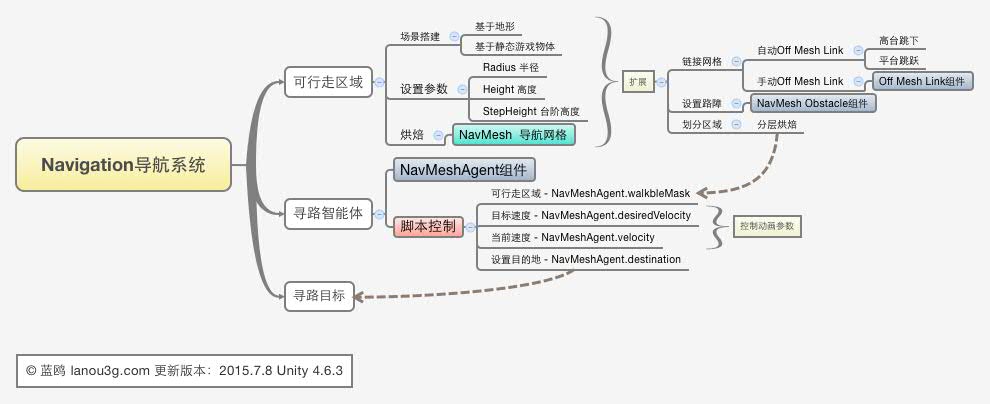 Navigation导航系统
可行走区域
场景搭建
基于地形
基于静态游戏物体
设置参数
Radius 半径
Height 高度
StepHeight 台阶高度
烘焙
NavMesh 导航网格
扩展
链接网格
自动Off Mesh Link
高台跳下
平台跳跃
手动Off Mesh Link
Off Mesh Link组件
设置路障
NavMesh Obstacle组件
划分区域
分层烘焙
寻路智能体
NavMeshAgent组件
脚本控制
可行走区域 - NavMeshAgent.walkbleMask
目标速度 - NavMeshAgent.desiredVelocity
当前速度 - NavMeshAgent.velocity
设置目的地 - NavMeshAgent.destination
控制动画参数
寻路目标
© 蓝鸥 lanou3g.com 更新版本：2015.7.8 Unity 4.6.3